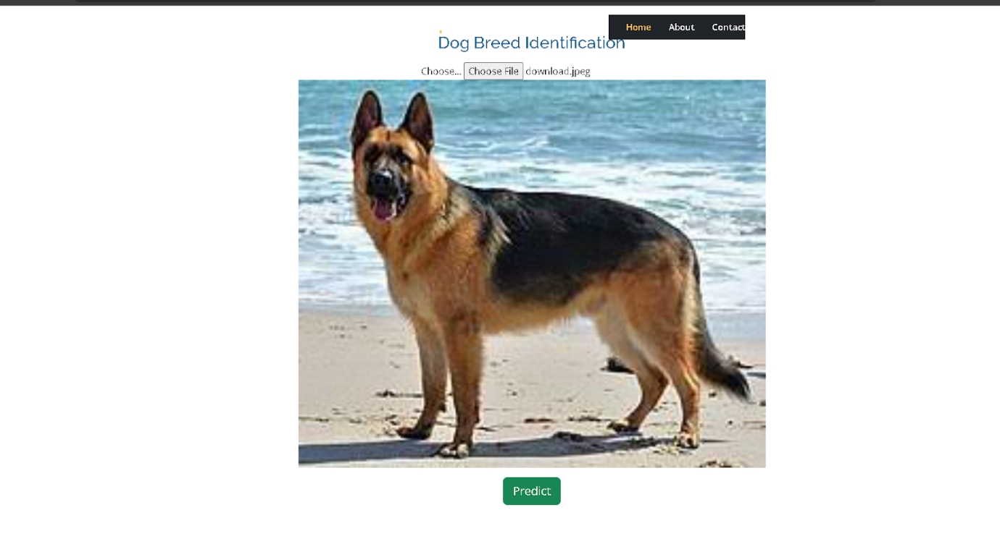 Home About Contact
Dog Breed Identification
Choose... Choose File download.jpeg
Predict